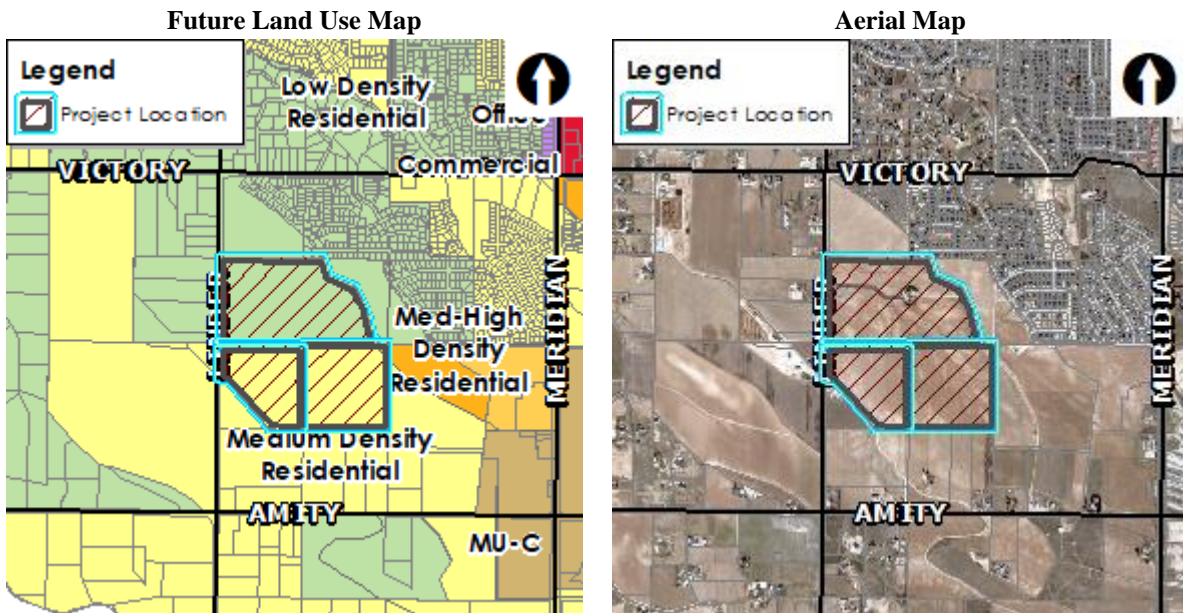 Future Land Use Map
Legend
Project Location
Low Density
Residential
Office
Commercial
VICTORY
MERIDIAN
Med-High
Density
Residential
Medium Density
Residential
AMITY
MU-C
Aerial Map
Legend
Project Location
VICTORY
MERIDIAN
AMITY